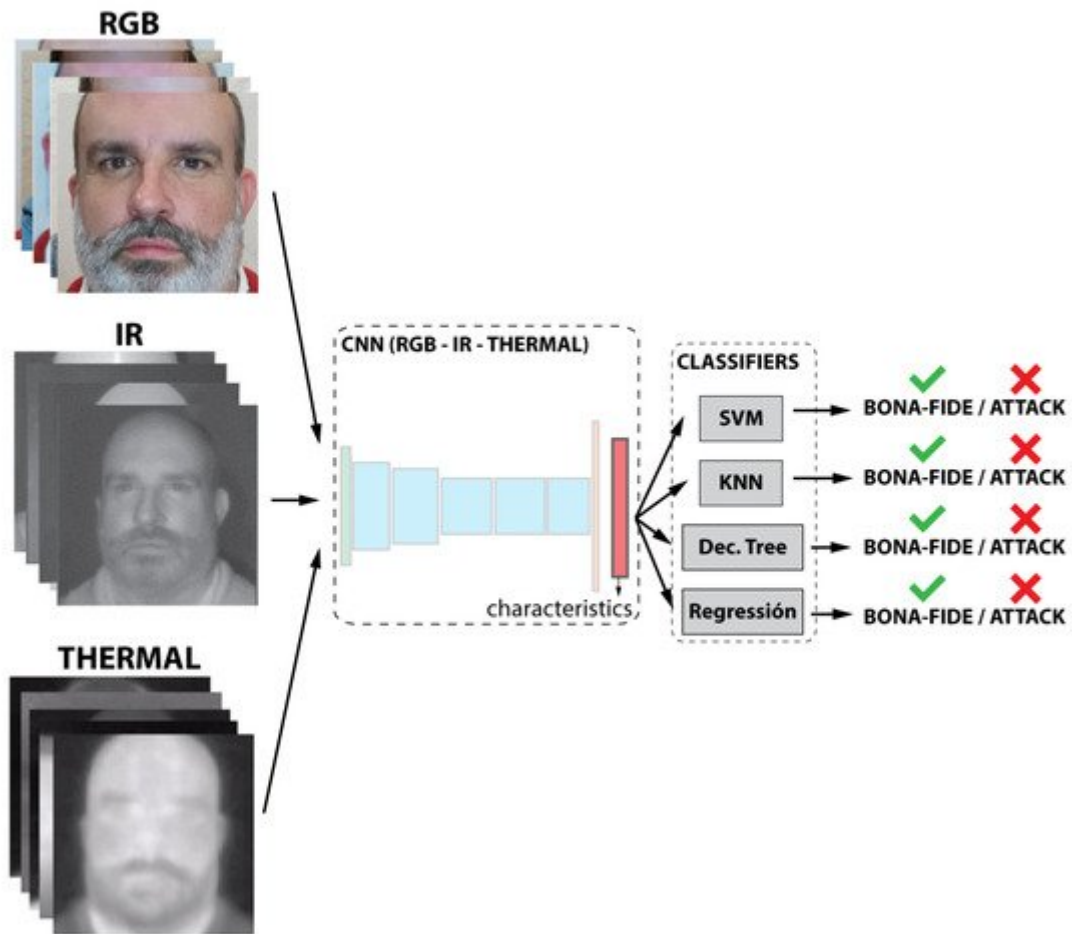 RGB
IR
THERMAL
CNN (RGB - IR - THERMAL)
characteristics
CLASSIFIERS
SVM
KNN
Dec. Tree
Regressión
BONA-FIDE / ATTACK
BONA-FIDE / ATTACK
BONA-FIDE / ATTACK
BONA-FIDE / ATTACK